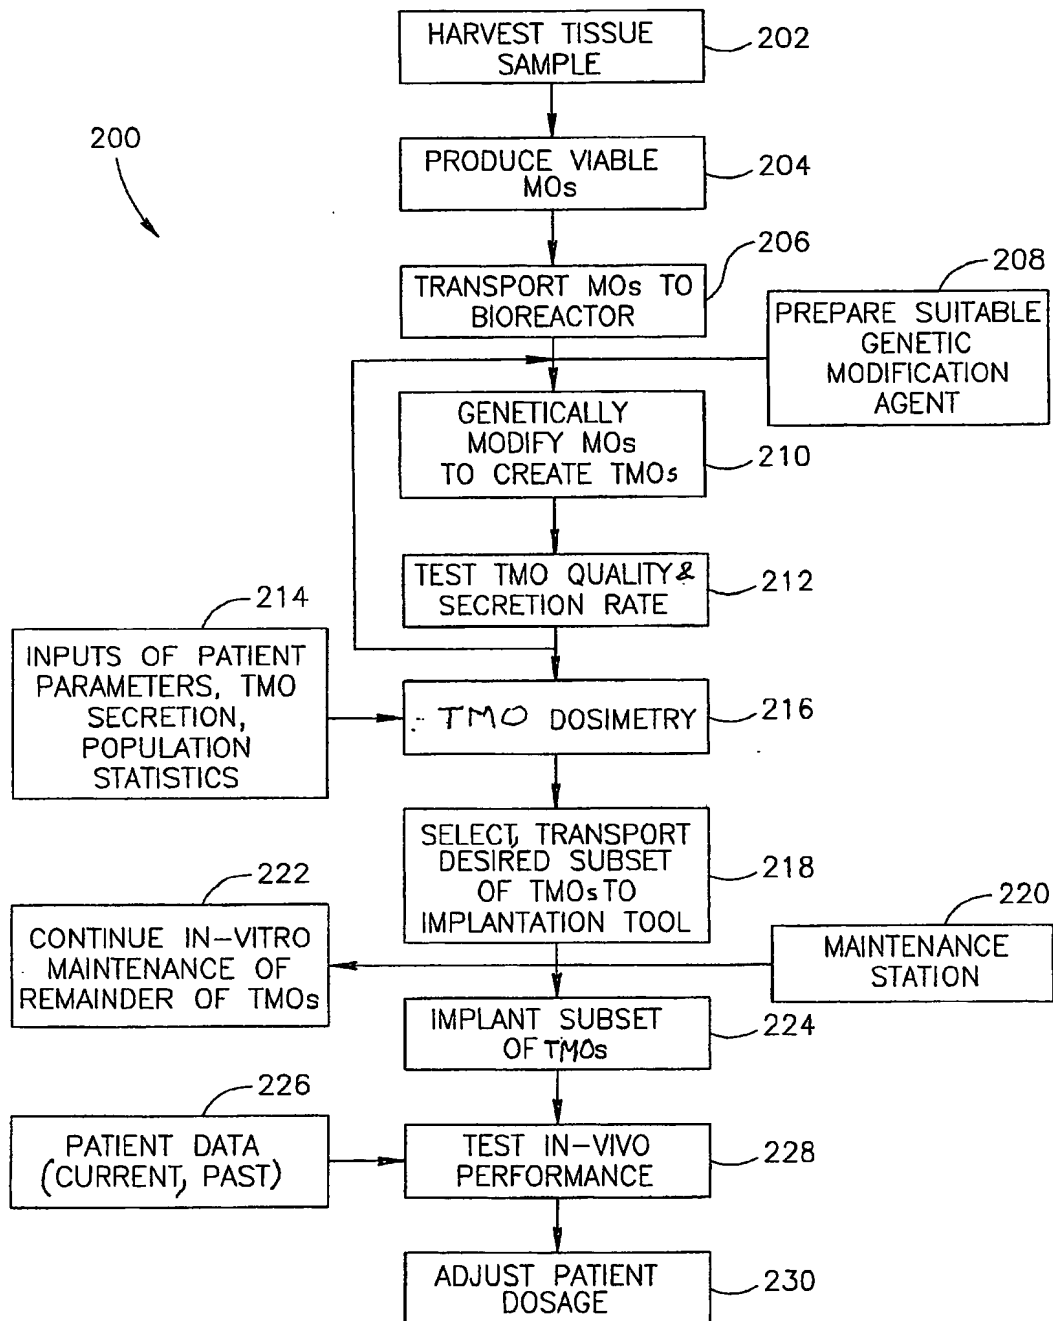 HARVEST TISSUE
SAMPLE
202
200
PRODUCE VIABLE
MOs
204
206
TRANSPORT MOs TO
BIOREACTOR
208
PREPARE SUITABLE
GENETIC
MODIFICATION
AGENT
GENETICALLY
MODIFY MOs
TO CREATE TMOs
210
TEST TMO QUALITY &
SECRETION RATE
212
214
INPUTS OF PATIENT
PARAMETERS, TMO
SECRETION,
POPULATION
STATISTICS
TMO DOSIMETRY
216
SELECT, TRANSPORT
DESIRED SUBSET
OF TMOs TO
IMPLANTATION TOOL
218
220
MAINTENANCE
STATION
222
CONTINUE IN-VITRO
MAINTENANCE OF
REMAINDER OF TMOs
IMPLANT SUBSET
OF TMOs
224
226
PATIENT DATA
(CURRENT, PAST)
TEST IN-VIVO
PERFORMANCE
228
ADJUST PATIENT
DOSAGE
230